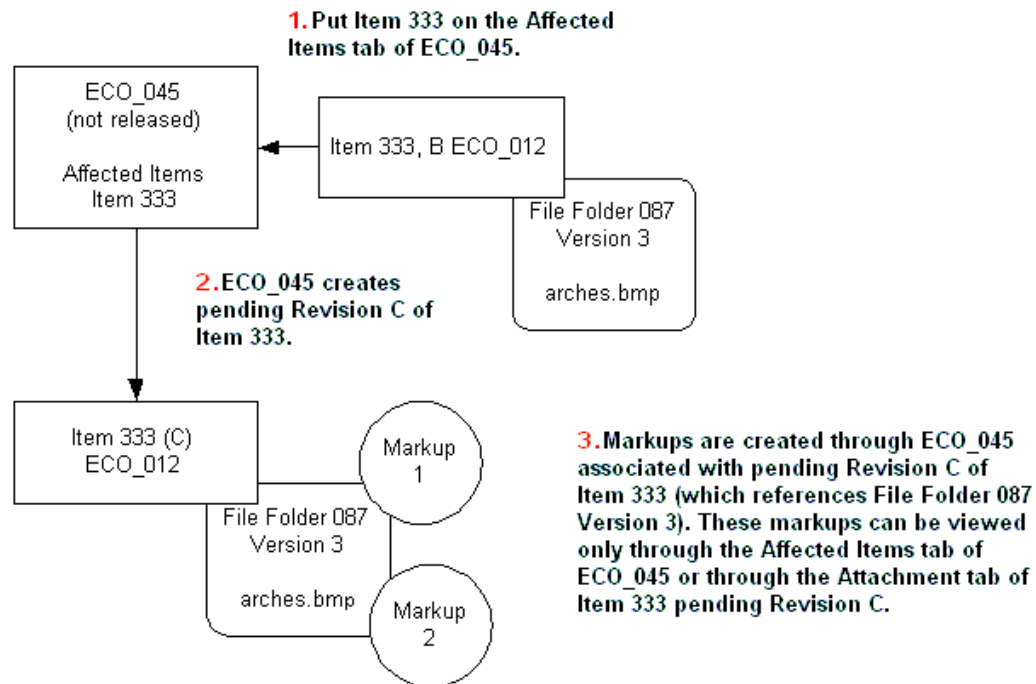 1. Put Item 333 on the Affected
Items tab of ECO_045.
ECO_045
(not released)
Affected Items
Item 333
Item 333, B ECO_012
File Folder 087
Version 3
arches.bmp
2. ECO_045 creates
pending Revision C of
Item 333.
Item 333 (C)
ECO_012
Markup
1
File Folder 087
Version 3
arches.bmp
Markup
2
3. Markups are created through ECO_045
associated with pending Revision C of
Item 333 (which references File Folder 087
Version 3). These markups can be viewed
only through the Affected Items tab of
ECO_045 or through the Attachment tab of
Item 333 pending Revision C.